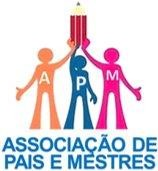 A P M
ASSOCIAÇÃO DE
PAIS E MESTRES